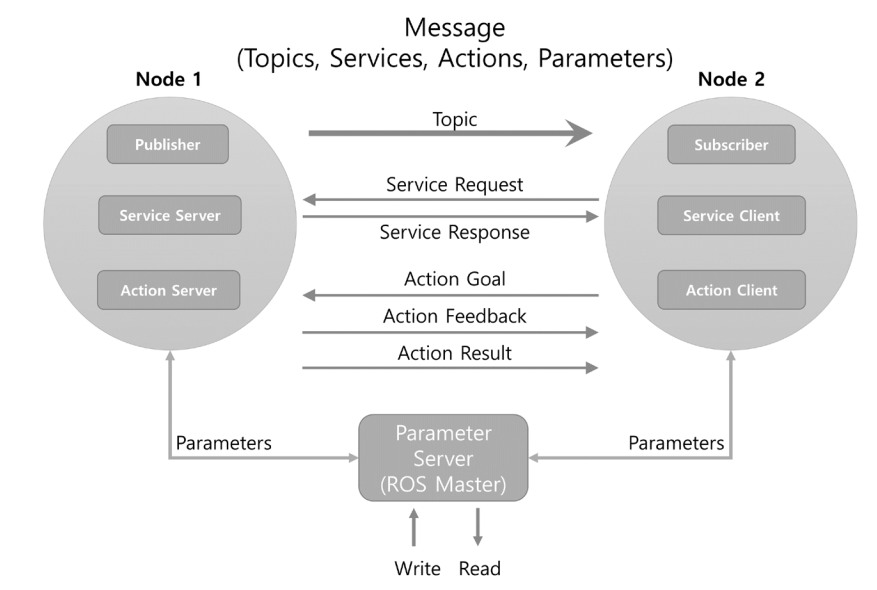 Message
(Topics, Services, Actions, Parameters)
Node 1
Node 2
Publisher
Topic
Subscriber
Service Request
Service Server
Service Client
Service Response
Action Goal
Action Server
Action Client
Action Feedback
Action Result
Parameters
Parameter
Server
(ROS Master)
Parameters
Write
Read